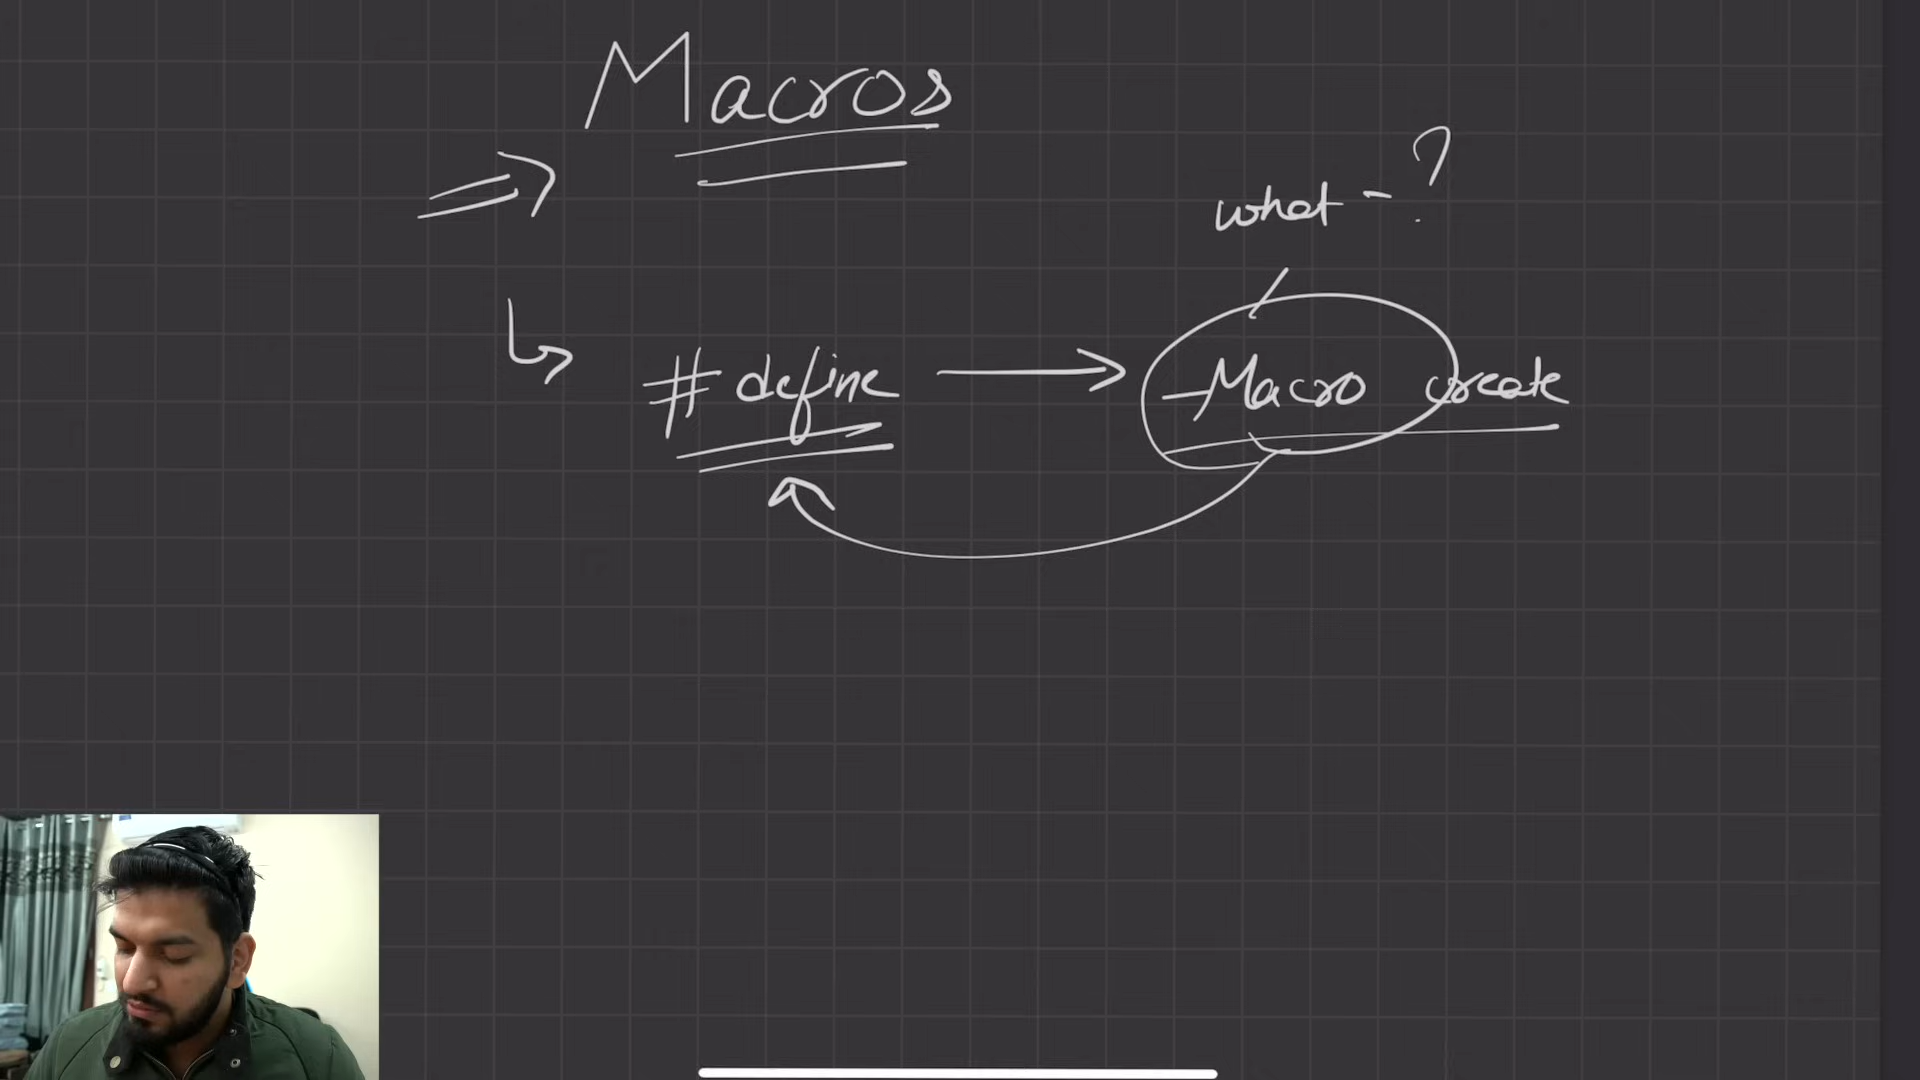 Macros
what - ?
# define → Macro create